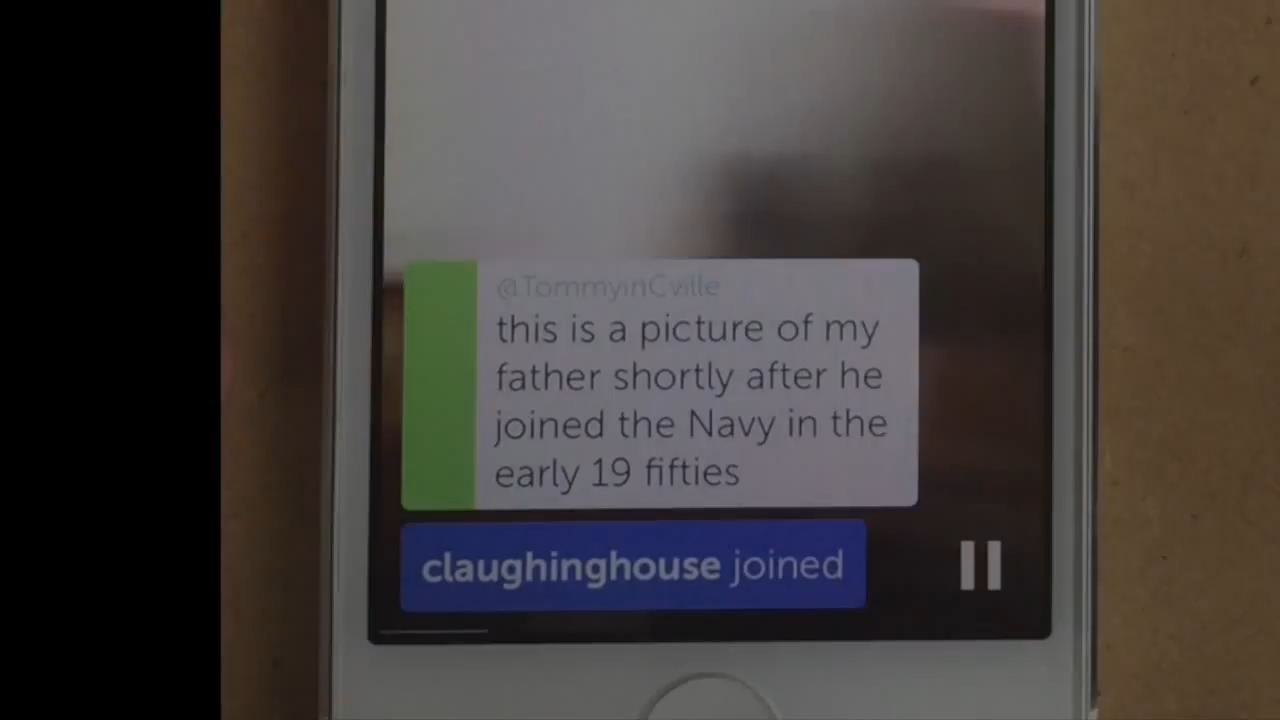 @TommyinCville
this is a picture of my
father shortly after he
joined the Navy in the
early 19 fifties
claughinghouse joined